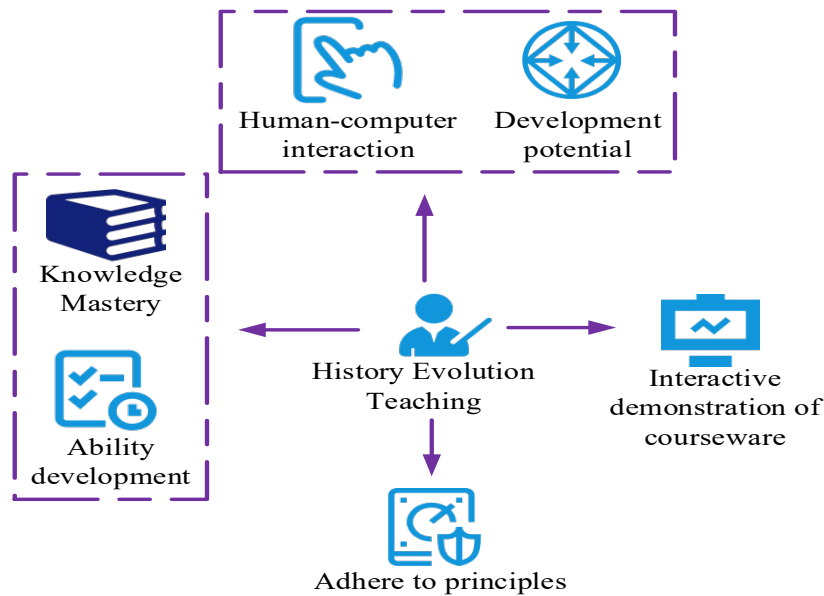 Human-computer
interaction
Development
potential
Knowledge
Mastery
Ability
development
History Evolution
Teaching
Interactive
demonstration of
courseware
Adhere to principles